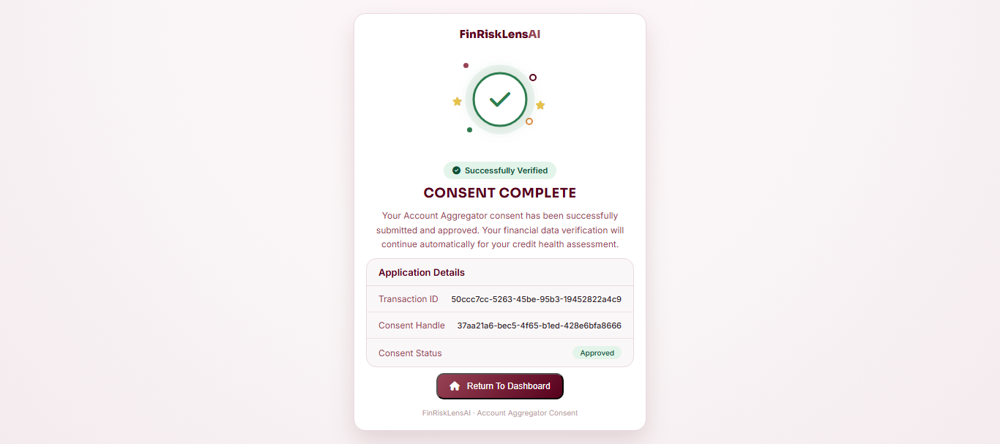 FinRiskLensAI
Successfully Verified
CONSENT COMPLETE
Your Account Aggregator consent has been successfully
submitted and approved. Your financial data verification will
continue automatically for your credit health assessment.
Application Details
Transaction ID 50ccc7cc-5263-45be-95b3-19452822a4c9
Consent Handle 37aa21a6-bec5-4f65-b1ed-428e6bfa8666
Consent Status Approved
Return To Dashboard
FinRiskLensAI · Account Aggregator Consent